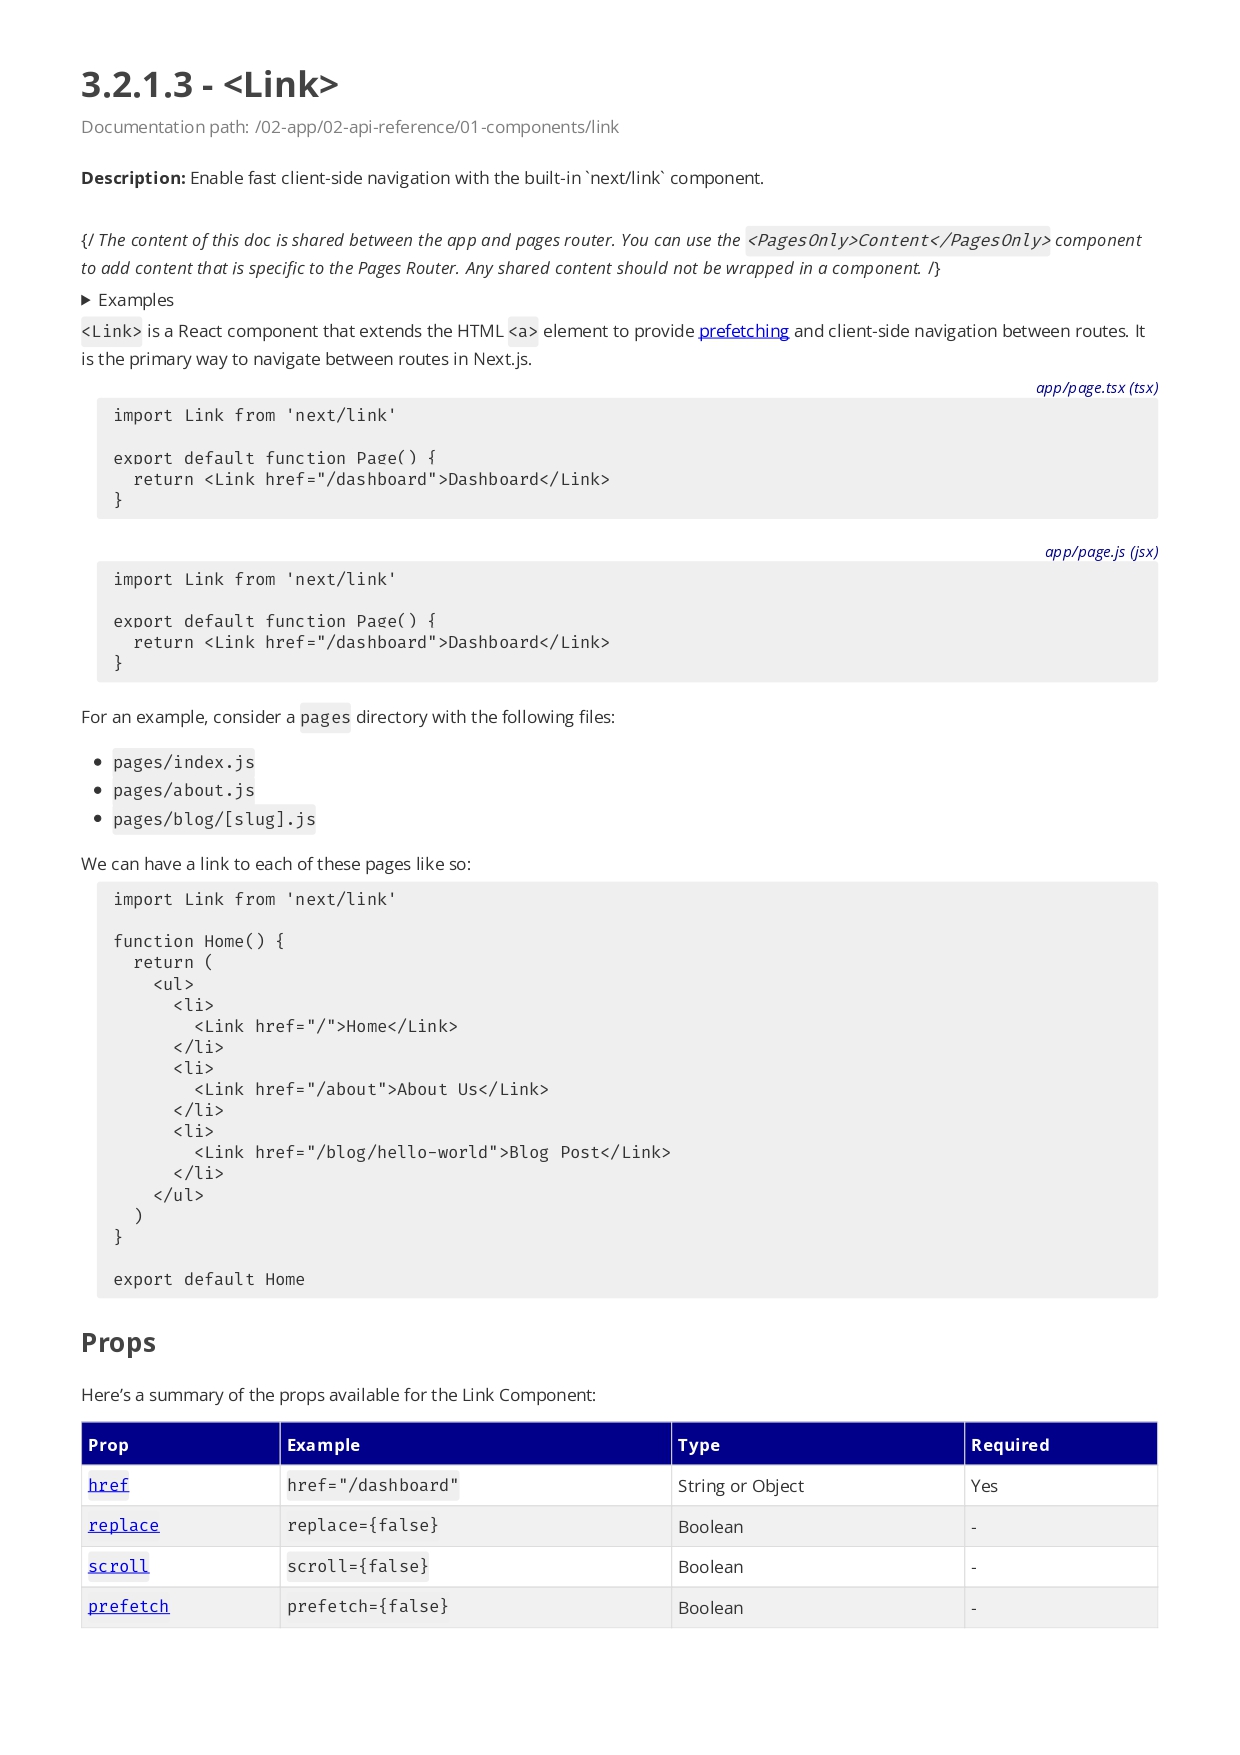 3.2.1.3 - <Link>
Documentation path: /02-app/02-api-reference/01-components/link
Description: Enable fast client-side navigation with the built-in `next/link` component.
{/ The content of this doc is shared between the app and pages router. You can use the <PagesOnly>Content</PagesOnly> component
to add content that is specific to the Pages Router. Any shared content should not be wrapped in a component. /}
▶ Examples
<Link> is a React component that extends the HTML <a> element to provide prefetching and client-side navigation between routes. It
is the primary way to navigate between routes in Next.js.
app/page.tsx (tsx)
import Link from 'next/link'
export default function Page() {
  return <Link href="/dashboard">Dashboard</Link>
}
app/page.js (jsx)
import Link from 'next/link'
export default function Page() {
  return <Link href="/dashboard">Dashboard</Link>
}
For an example, consider a pages directory with the following files:
• pages/index.js
• pages/about.js
• pages/blog/[slug].js
We can have a link to each of these pages like so:
import Link from 'next/link'
function Home() {
  return (
    <ul>
      <li>
        <Link href="/">Home</Link>
      </li>
      <li>
        <Link href="/about">About Us</Link>
      </li>
      <li>
        <Link href="/blog/hello-world">Blog Post</Link>
      </li>
    </ul>
  )
}
export default Home
Props
Here’s a summary of the props available for the Link Component:
Prop Example Type Required
href href="/dashboard" String or Object Yes
replace replace={false} Boolean -
scroll scroll={false} Boolean -
prefetch prefetch={false} Boolean -